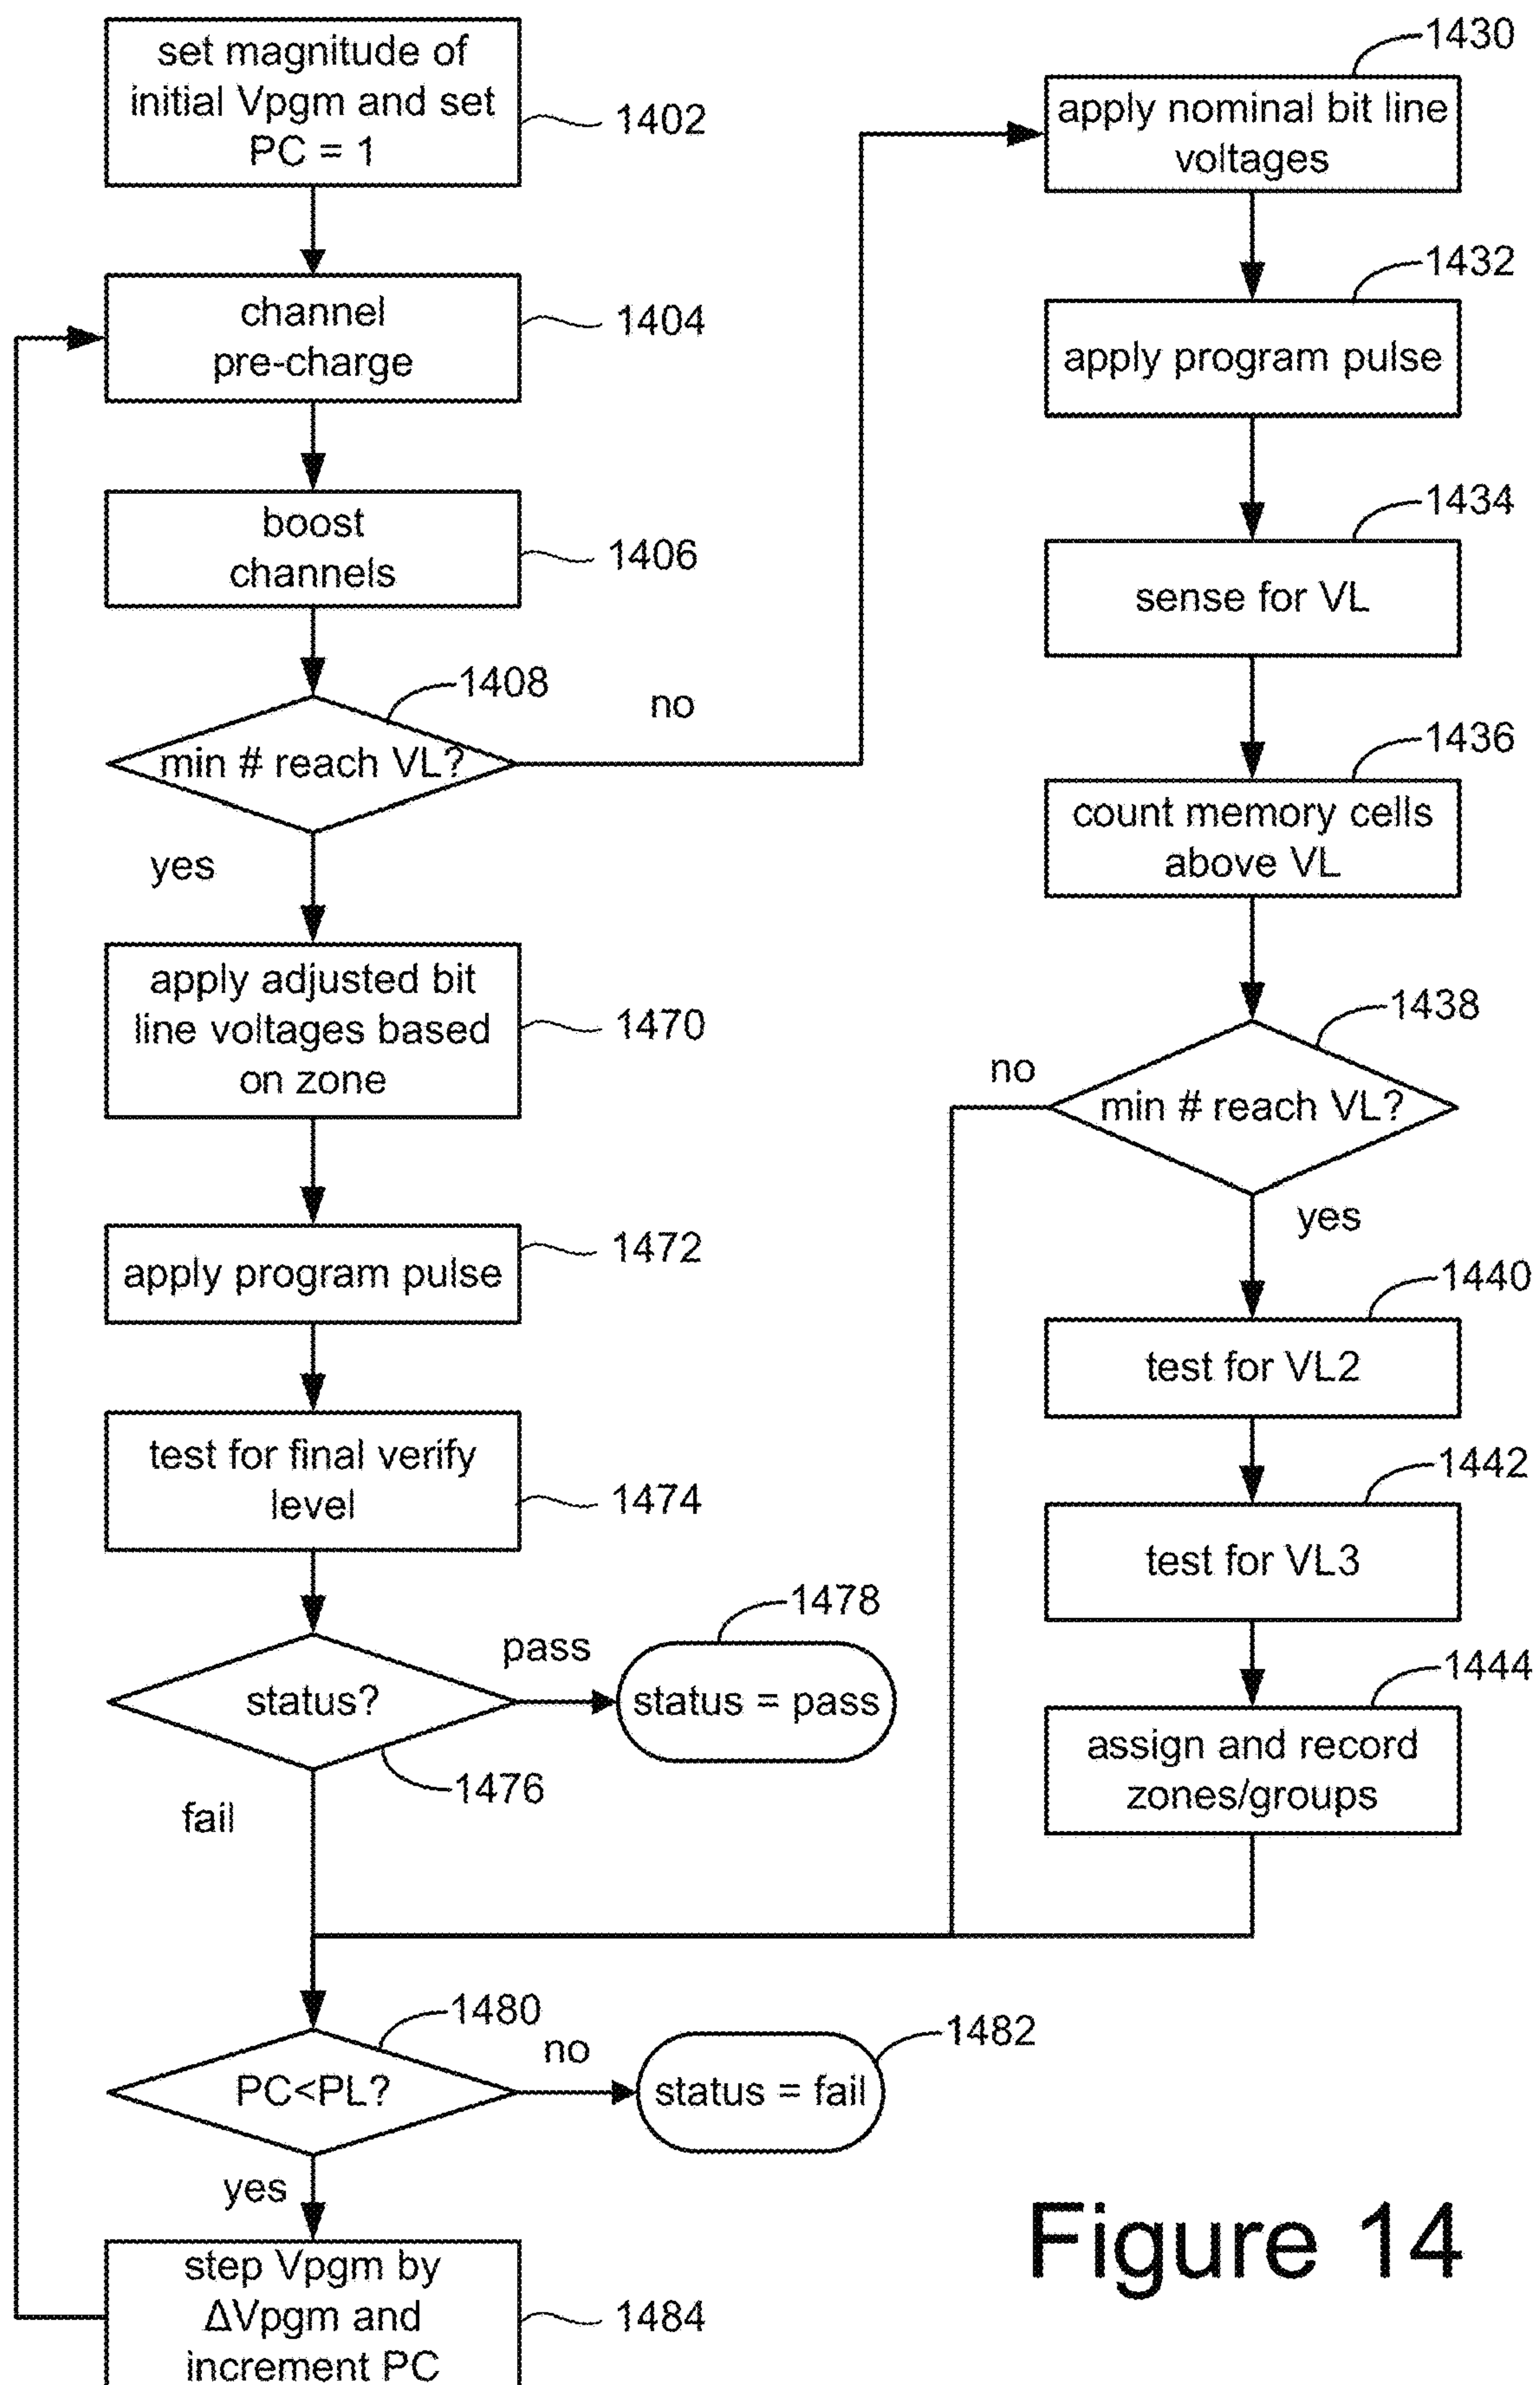 set magnitude of
initial Vpgm and set
PC = 1
1402
channel
pre-charge
1404
boost
channels
1406
1408
min # reach VL?
no
yes
apply adjusted bit
line voltages based
on zone
1470
apply program pulse
1472
test for final verify
level
1474
status?
1476
pass
status = pass
1478
fail
PC<PL?
1480
no
status = fail
1482
yes
step Vpgm by
ΔVpgm and
increment PC
1484
1430
apply nominal bit line
voltages
1432
apply program pulse
1434
sense for VL
1436
count memory cells
above VL
1438
min # reach VL?
no
yes
1440
test for VL2
1442
test for VL3
1444
assign and record
zones/groups
Figure 14